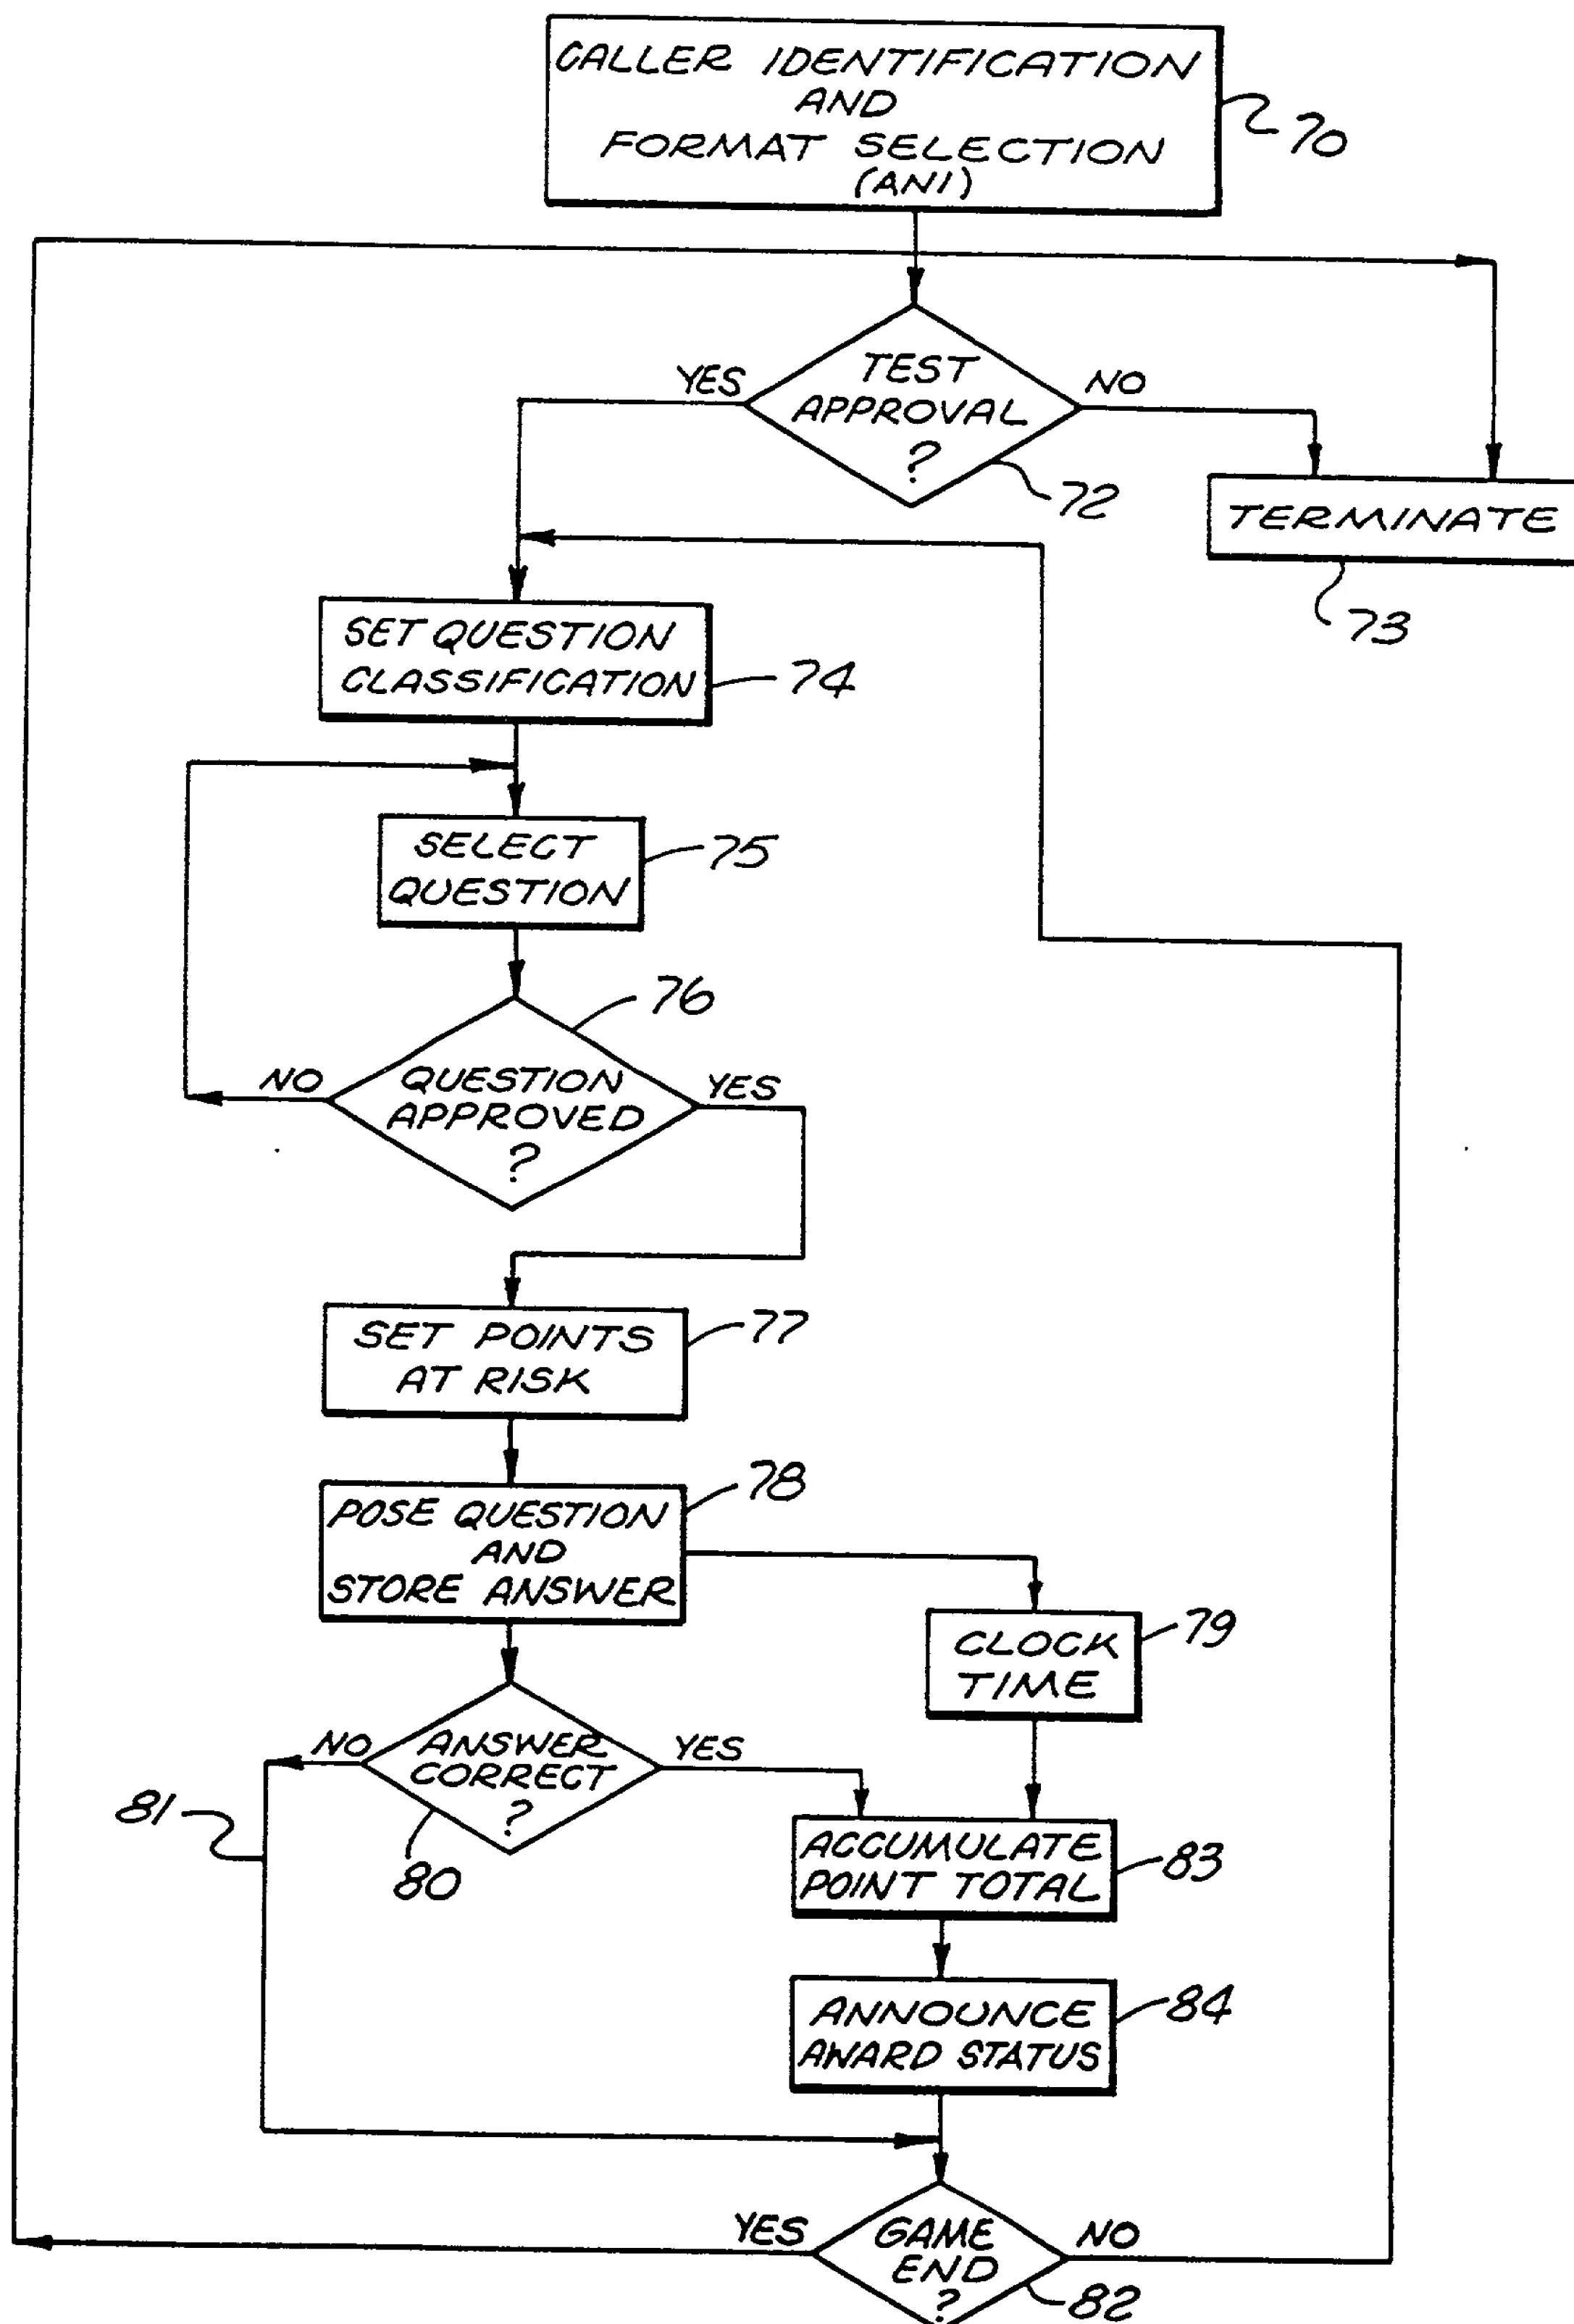 CALLER IDENTIFICATION
AND
FORMAT SELECTION
(ANI)
70
TEST
APPROVAL
?
YES
NO
72
TERMINATE
73
SET QUESTION
CLASSIFICATION
74
SELECT
QUESTION
75
76
QUESTION
APPROVED
?
NO
YES
SET POINTS
AT RISK
77
POSE QUESTION
AND
STORE ANSWER
78
CLOCK
TIME
79
ANSWER
CORRECT
?
NO
YES
81
80
ACCUMULATE
POINT TOTAL
83
ANNOUNCE
AWARD STATUS
84
GAME
END
?
YES
NO
82